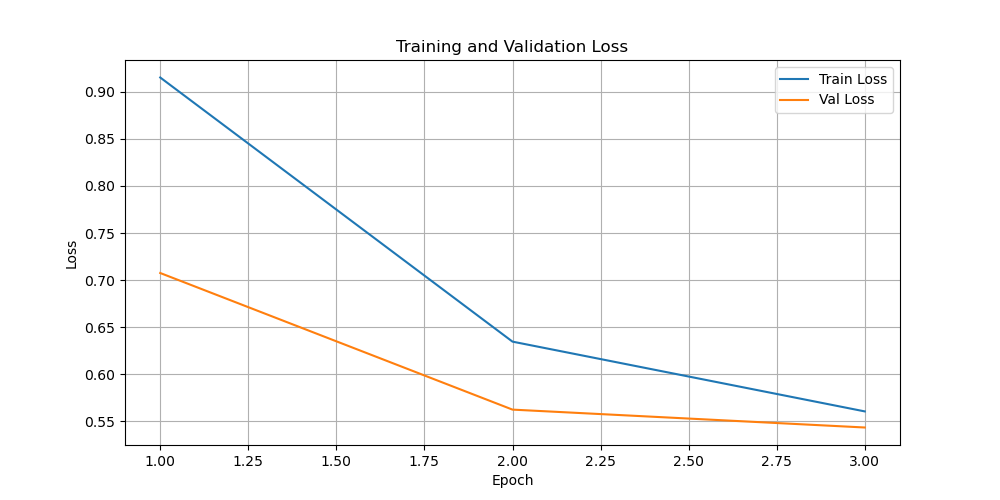 Training and Validation Loss
Train Loss
Val Loss
0.90
0.85
0.80
0.75
0.70
0.65
0.60
0.55
Loss
1.00 1.25 1.50 1.75 2.00 2.25 2.50 2.75 3.00
Epoch